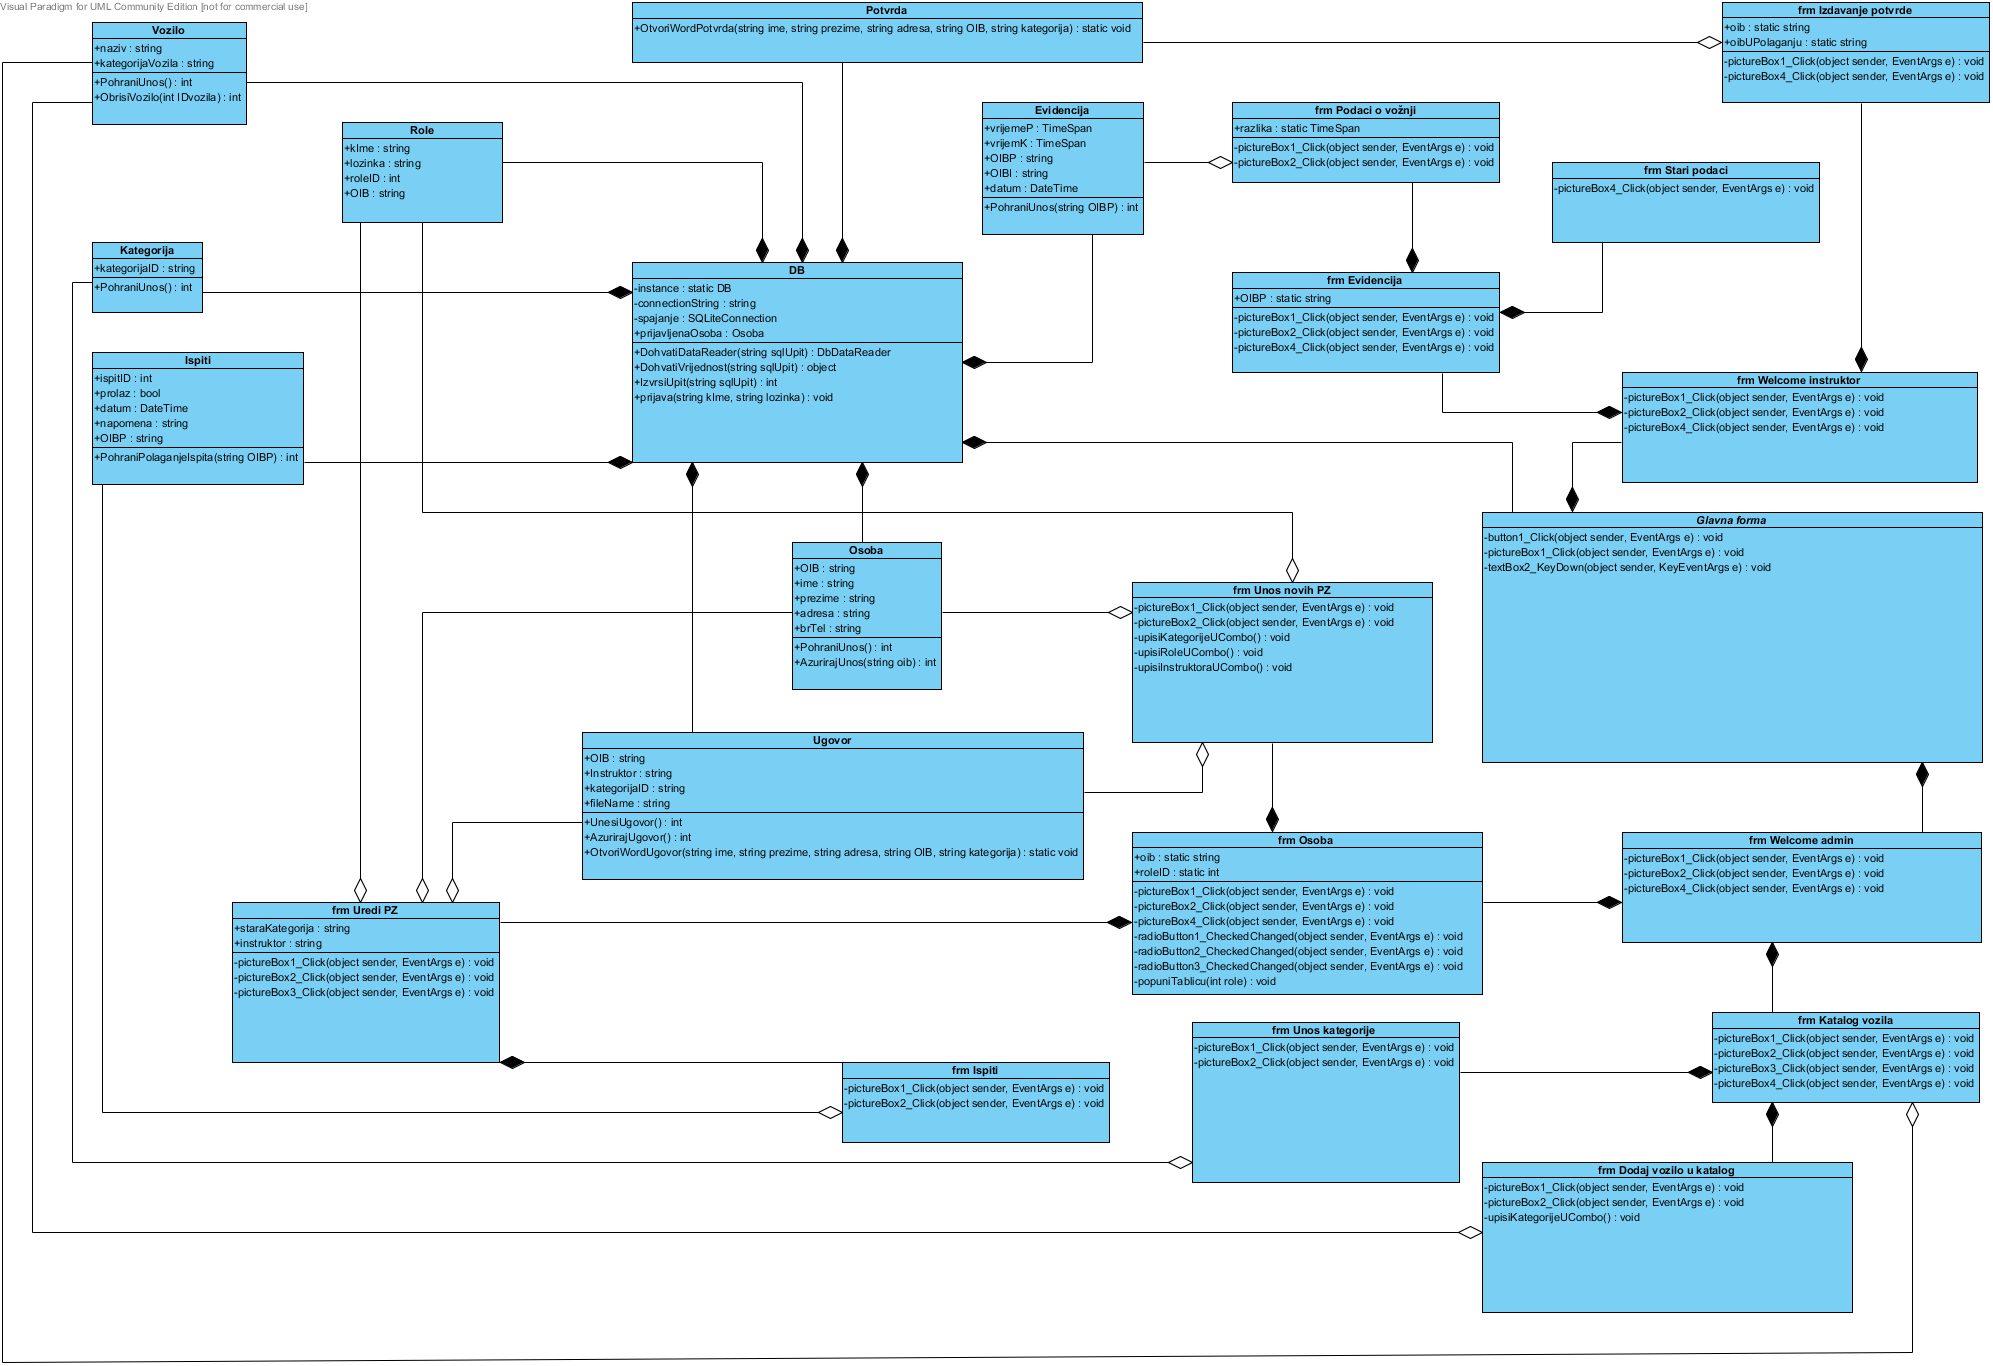 Visual Paradigm for UML Community Edition [not for commercial use]
Vozilo
+naziv : string
+kategorijaVozila : string
+PohraniUnos() : int
+ObrisiVozilo(int IDvozila) : int
Potvrda
+OtvoriWordPotvrda(string ime, string prezime, string adresa, string OIB, string kategorija) : static void
frm Izdavanje potvrde
+oib : static string
+oibUPolaganju : static string
-pictureBox1_Click(object sender, EventArgs e) : void
-pictureBox4_Click(object sender, EventArgs e) : void
Role
+kIme : string
+lozinka : string
+roleID : int
+OIB : string
Evidencija
+vrijemeP : TimeSpan
+vrijemK : TimeSpan
+OIBP : string
+OIBI : string
+datum : DateTime
+PohraniUnos(string OIBP) : int
frm Podaci o vožnji
+razlika : static TimeSpan
-pictureBox1_Click(object sender, EventArgs e) : void
-pictureBox2_Click(object sender, EventArgs e) : void
frm Stari podaci
-pictureBox4_Click(object sender, EventArgs e) : void
Kategorija
+kategorijaID : string
+PohraniUnos() : int
DB
-instance : static DB
-connectionString : string
-spajanje : SQLiteConnection
+prijavljenaOsoba : Osoba
+DohvatiDataReader(string sqlUpit) : DbDataReader
+DohvatiVrijednost(string sqlUpit) : object
+IzvrsiUpit(string sqlUpit) : int
+prijava(string kIme, string lozinka) : void
frm Evidencija
+OIBP : static string
-pictureBox1_Click(object sender, EventArgs e) : void
-pictureBox2_Click(object sender, EventArgs e) : void
-pictureBox4_Click(object sender, EventArgs e) : void
Ispiti
+ispitID : int
+prolaz : bool
+datum : DateTime
+napomena : string
+OIBP : string
+PohraniPolaganjeIspita(string OIBP) : int
frm Welcome instruktor
-pictureBox1_Click(object sender, EventArgs e) : void
-pictureBox2_Click(object sender, EventArgs e) : void
-pictureBox4_Click(object sender, EventArgs e) : void
Glavna forma
-button1_Click(object sender, EventArgs e) : void
-pictureBox1_Click(object sender, EventArgs e) : void
-textBox2_KeyDown(object sender, KeyEventArgs e) : void
Osoba
+OIB : string
+ime : string
+prezime : string
+adresa : string
+brTel : string
+PohraniUnos() : int
+AzurirajUnos(string oib) : int
frm Unos novih PZ
-pictureBox1_Click(object sender, EventArgs e) : void
-pictureBox2_Click(object sender, EventArgs e) : void
-upisiKategorijeUCombo() : void
-upisiRoleUCombo() : void
-upisiInstruktoraUCombo() : void
Ugovor
+OIB : string
+Instruktor : string
+kategorijaID : string
+fileName : string
+UnesiUgovor() : int
+AzurirajUgovor() : int
+OtvoriWordUgovor(string ime, string prezime, string adresa, string OIB, string kategorija) : static void
frm Osoba
+oib : static string
+roleID : static int
-pictureBox1_Click(object sender, EventArgs e) : void
-pictureBox2_Click(object sender, EventArgs e) : void
-pictureBox4_Click(object sender, EventArgs e) : void
-radioButton1_CheckedChanged(object sender, EventArgs e) : void
-radioButton2_CheckedChanged(object sender, EventArgs e) : void
-radioButton3_CheckedChanged(object sender, EventArgs e) : void
-popuniTablicu(int role) : void
frm Welcome admin
-pictureBox1_Click(object sender, EventArgs e) : void
-pictureBox2_Click(object sender, EventArgs e) : void
-pictureBox4_Click(object sender, EventArgs e) : void
frm Uredi PZ
+staraKategorija : string
+instruktor : string
-pictureBox1_Click(object sender, EventArgs e) : void
-pictureBox2_Click(object sender, EventArgs e) : void
-pictureBox3_Click(object sender, EventArgs e) : void
frm Katalog vozila
-pictureBox1_Click(object sender, EventArgs e) : void
-pictureBox2_Click(object sender, EventArgs e) : void
-pictureBox3_Click(object sender, EventArgs e) : void
-pictureBox4_Click(object sender, EventArgs e) : void
frm Unos kategorije
-pictureBox1_Click(object sender, EventArgs e) : void
-pictureBox2_Click(object sender, EventArgs e) : void
frm Ispiti
-pictureBox1_Click(object sender, EventArgs e) : void
-pictureBox2_Click(object sender, EventArgs e) : void
frm Dodaj vozilo u katalog
-pictureBox1_Click(object sender, EventArgs e) : void
-pictureBox2_Click(object sender, EventArgs e) : void
-upisiKategorijeUCombo() : void